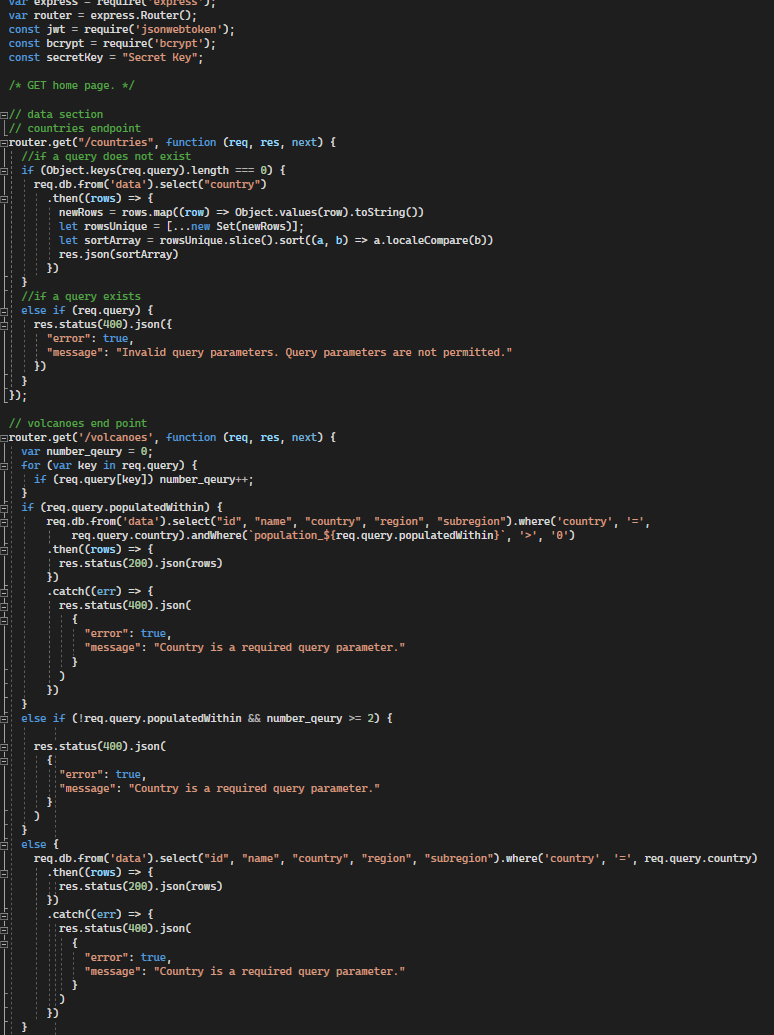 var express = require('express');
var router = express.Router();
const jwt = require('jsonwebtoken');
const bcrypt = require('bcrypt');
const secretKey = "Secret Key";
/* GET home page. */
// data section
// countries endpoint
router.get("/countries", function (req, res, next) {
//if a query does not exist
if (Object.keys(req.query).length === 0) {
req.db.from('data').select("country")
.then((rows) => {
newRows = rows.map((row) => Object.values(row).toString())
let rowsUnique = [...new Set(newRows)];
let sortArray = rowsUnique.slice().sort((a, b) => a.localeCompare(b))
res.json(sortArray)
})
}
//if a query exists
else if (req.query) {
res.status(400).json({
"error": true,
"message": "Invalid query parameters. Query parameters are not permitted."
})
}
});
// volcanoes end point
router.get('/volcanoes', function (req, res, next) {
var number_qeury = 0;
for (var key in req.query) {
if (req.query[key]) number_qeury++;
}
if (req.query.populatedWithin) {
req.db.from('data').select("id", "name", "country", "region", "subregion").where('country', '=',
req.query.country).andWhere(`population_${req.query.populatedWithin}`, '>', '0')
.then((rows) => {
res.status(200).json(rows)
})
.catch((err) => {
res.status(400).json(
{
"error": true,
"message": "Country is a required query parameter."
}
)
})
}
else if (!req.query.populatedWithin && number_qeury >= 2) {
res.status(400).json(
{
"error": true,
"message": "Country is a required query parameter."
}
)
}
else {
req.db.from('data').select("id", "name", "country", "region", "subregion").where('country', '=', req.query.country)
.then((rows) => {
res.status(200).json(rows)
})
.catch((err) => {
res.status(400).json(
{
"error": true,
"message": "Country is a required query parameter."
}
)
})
}